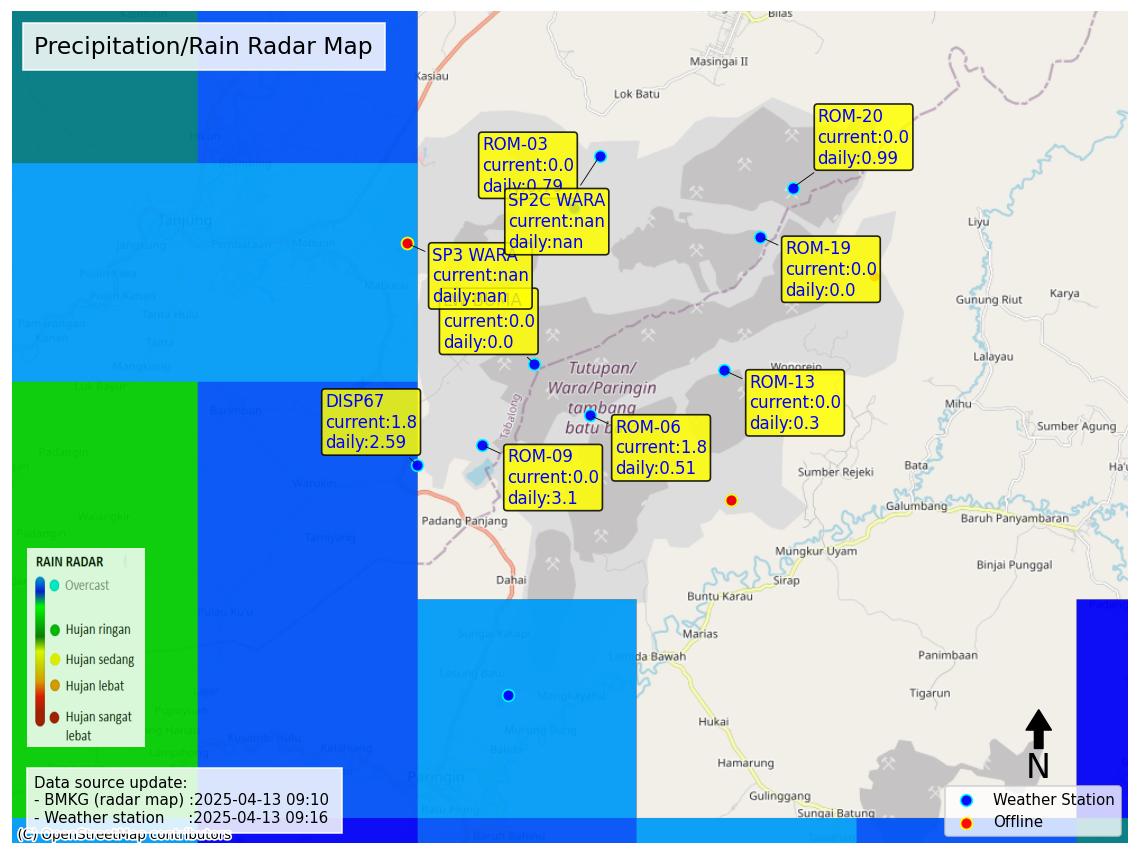 Precipitation/Rain Radar Map
Bilas
Masingai II
Kasiau
Lok Batu
ROM-20
current:0.0
daily:0.99
ROM-03
current:0.0
daily:0.79
SP2C WARA
current:nan
daily:nan
Tanjung
Liyu
SP3 WARA
current:nan
daily:nan
ROM-19
current:0.0
daily:0.0
Mabuun
Gunung Riut
Karya
current:0.0
daily:0.0
Lalayau
Tutupan/
Wara/Paringin
tambang
batu b
Wonorejo
ROM-13
current:0.0
daily:0.3
Mihu
DISP67
current:1.8
daily:2.59
Tabalong
ROM-06
current:1.8
daily:0.51
Sumber Agung
ROM-09
current:0.0
daily:3.1
Sumber Rejeki
Bata
Ha'u
Galumbang
Padang Panjang
Baruh Panyambaran
Mungkur Uyam
Binjai Punggal
Dahai
Sirap
Buntu Karau
Marias
Lamida Bawah
Panimbaan
Tigarun
Mangkayahu
Murung Ilung
Hukai
Hamarung
Paringin
Gulinggang
Sungai Batung
RAIN RADAR
Overcast
Hujan ringan
Hujan sedang
Hujan lebat
Hujan sangat
lebat
Data source update:
- BMKG (radar map) :2025-04-13 09:10
- Weather station :2025-04-13 09:16
(C) OpenStreetMap contributors
N
Weather Station
Offline